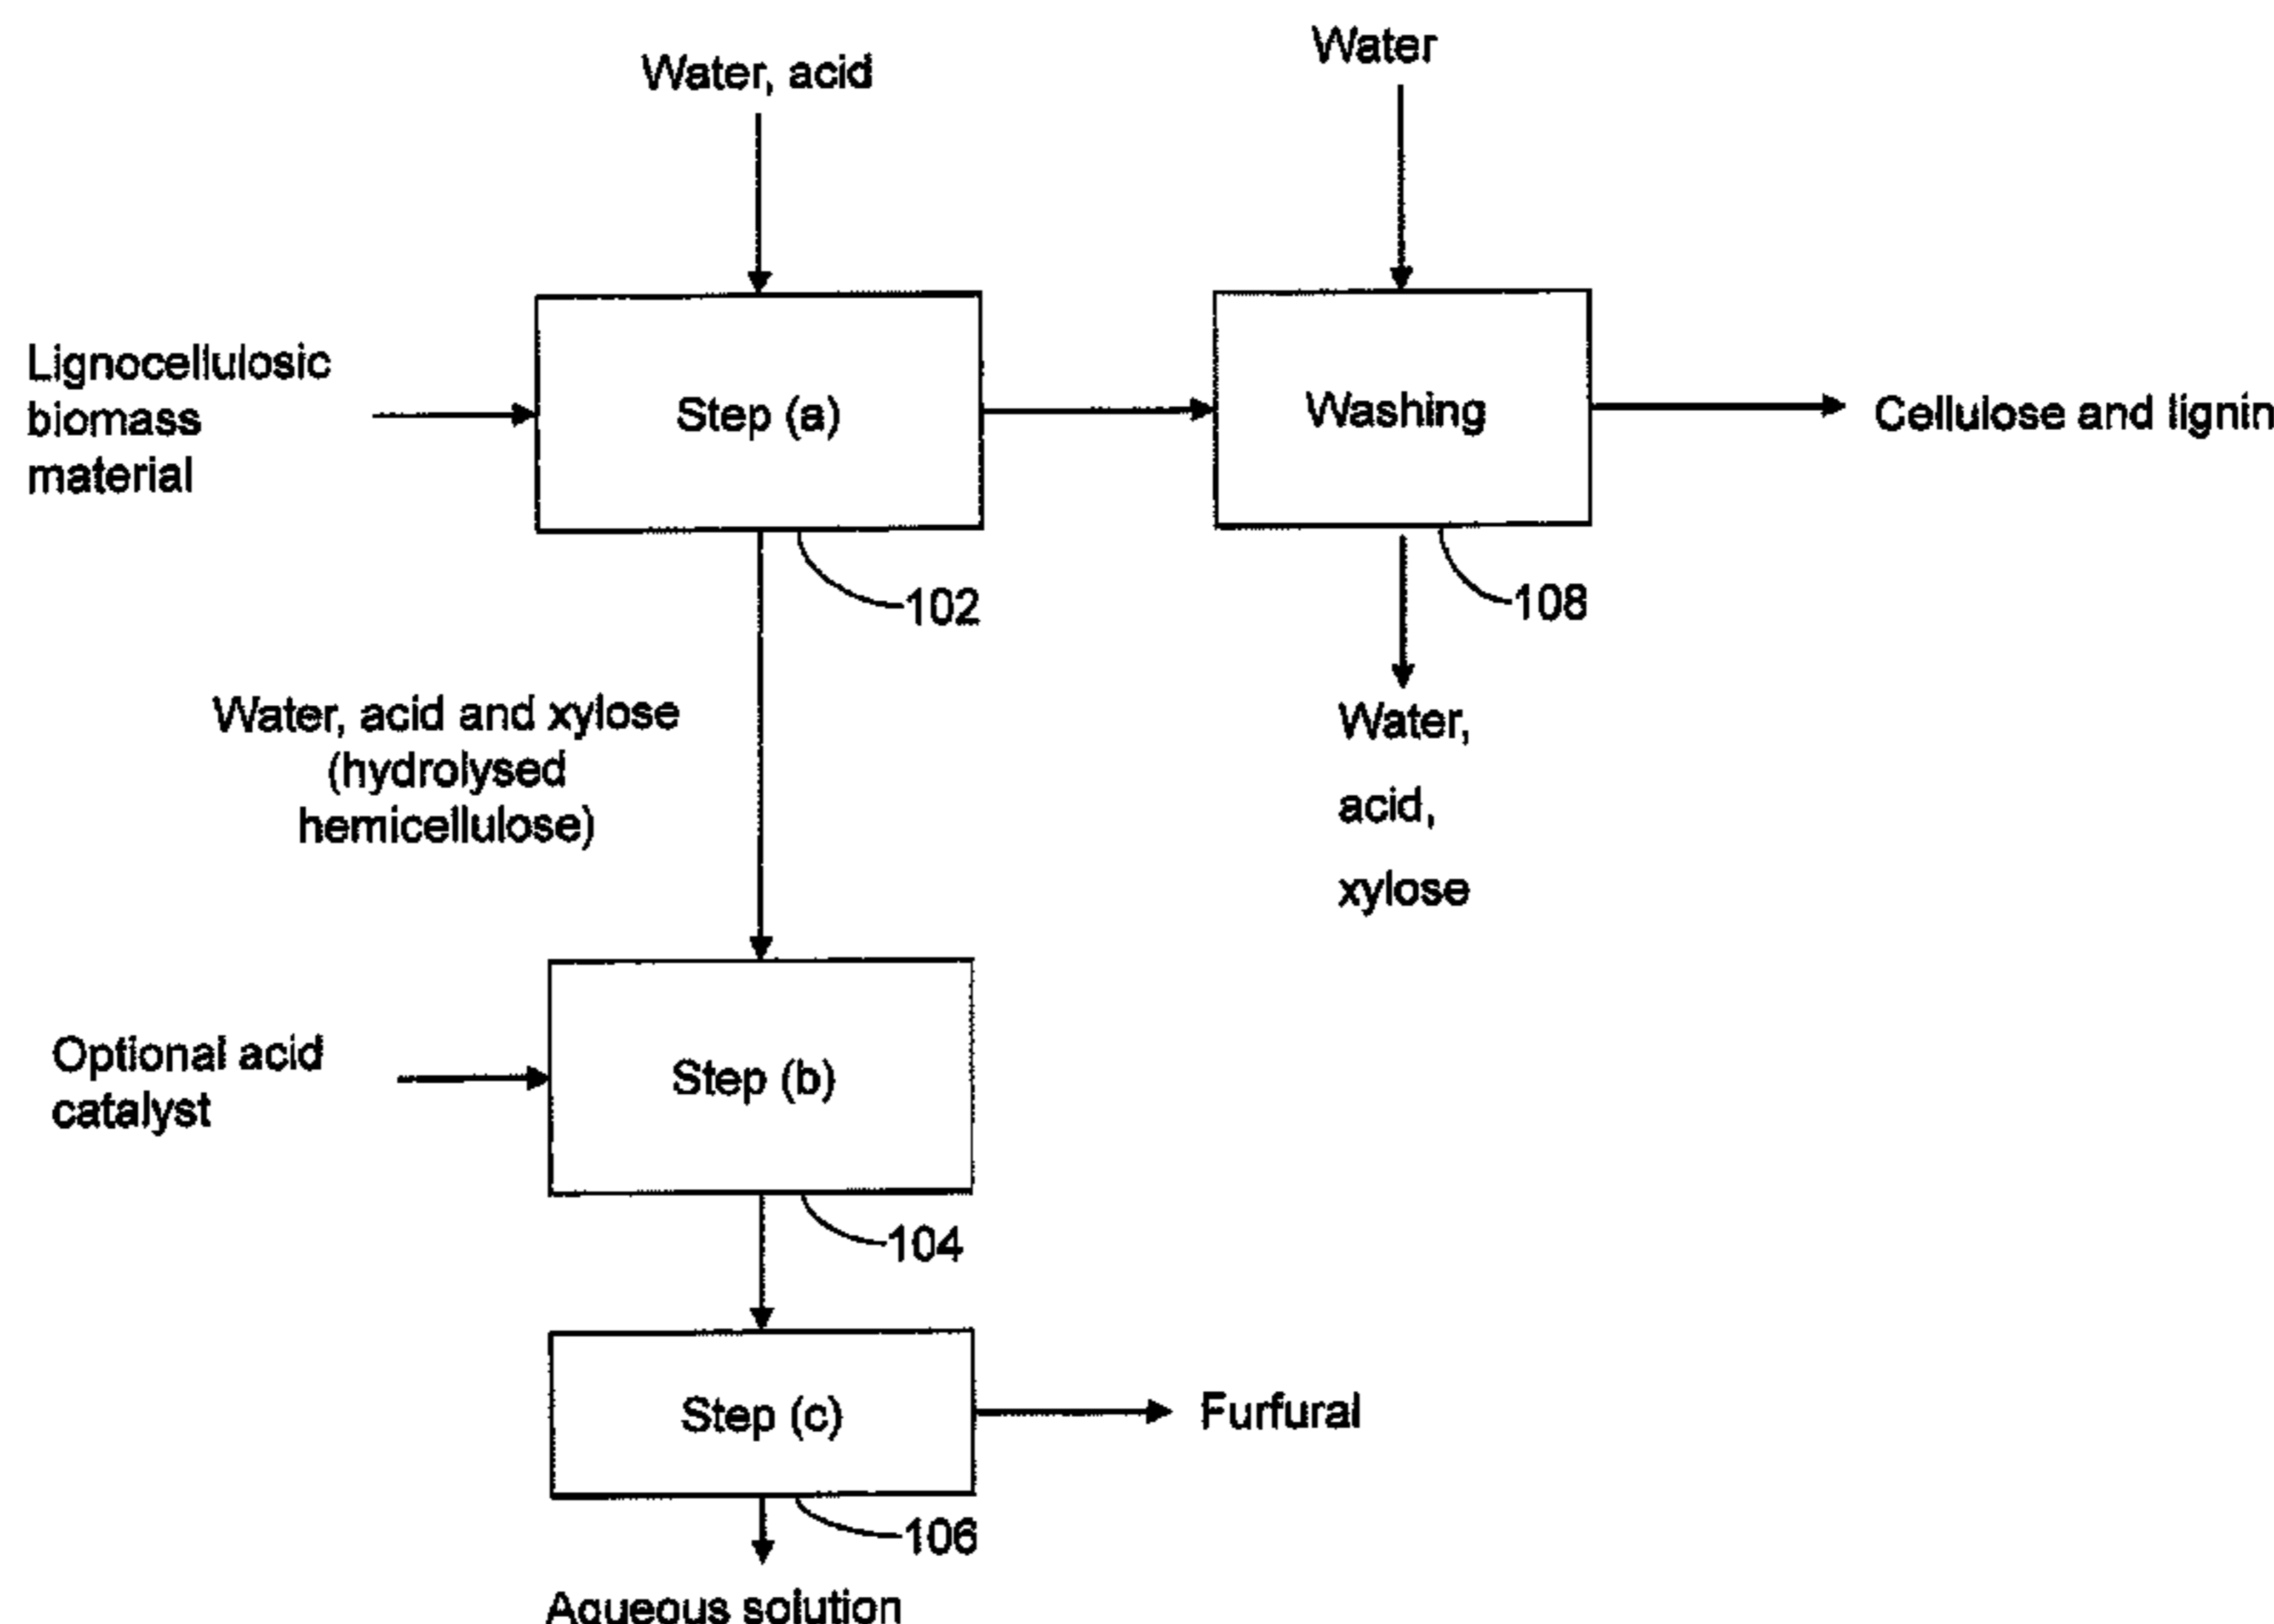 Water, acid
Water
Lignocellulosic
biomass
material
Step (a)
Washing
Cellulose and lignin
102
108
Water, acid and xylose
(hydrolysed
hemicellulose)
Water,
acid,
xylose
Optional acid
catalyst
Step (b)
104
Step (c)
Furfural
106
Aqueous solution